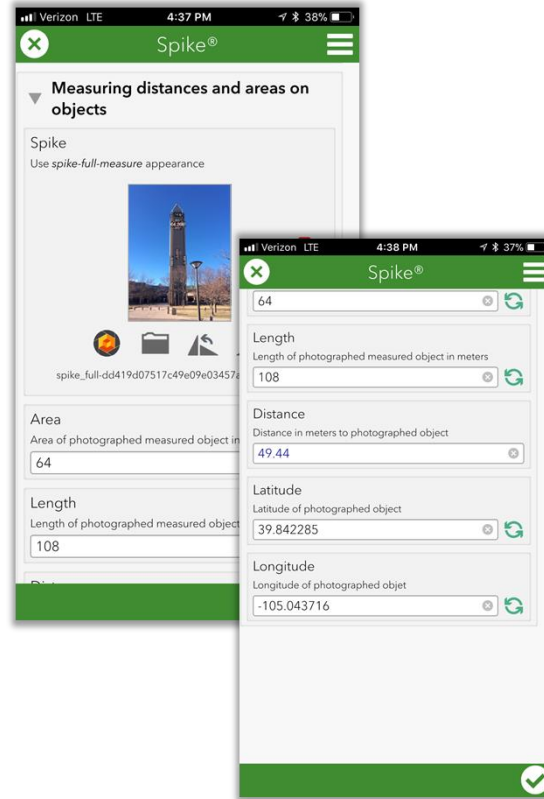 Verizon LTE 4:37 PM 38%
Spike®
Measuring distances and areas on
objects
Spike
Use spike-full-measure appearance
spike_full-dd419d07517c49e09e03457a
Area
Area of photographed measured object in
64
Length
Length of photographed measured object
108
Verizon LTE 4:38 PM 37%
Spike®
64
Length
Length of photographed measured object in meters
108
Distance
Distance in meters to photographed object
49.44
Latitude
Latitude of photographed object
39.842285
Longitude
Longitude of photographed objet
-105.043716